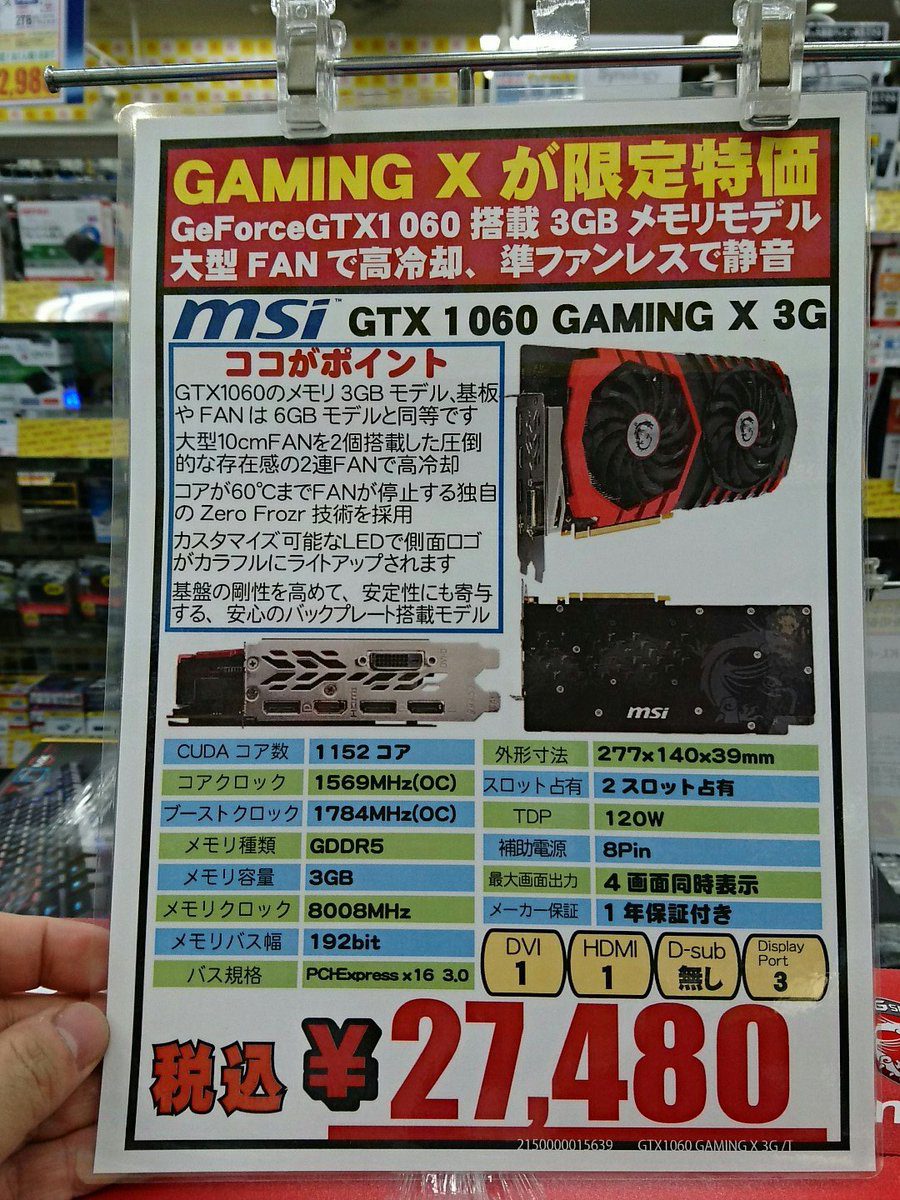 2TB
GAMING X が限定特価
GeForceGTX1060 搭載 3GB メモリモデル
大型 FAN で高冷却、準ファンレスで静音
msi™ GTX 1060 GAMING X 3G
ココがポイント
GTX1060のメモリ 3GB モデル、基板
や FAN は 6GB モデルと同等です
大型10cmFANを2個搭載した圧倒
的な存在感の2連FANで高冷却
コアが60℃までFANが停止する独自
の Zero Frozr 技術を採用
カスタマイズ可能なLEDで側面ロゴ
がカラフルにライトアップされます
基盤の剛性を高めて、安定性にも寄与
する、安心のバックプレート搭載モデル
DVI-D
HDMI
msi
CUDA コア数 1152 コア
コアクロック 1569MHz(OC)
ブーストクロック 1784MHz(OC)
メモリ種類 GDDR5
メモリ容量 3GB
メモリクロック 8008MHz
メモリバス幅 192bit
バス規格 PCI-Express x16 3.0
外形寸法 277x140x39mm
スロット占有 2 スロット占有
TDP 120W
補助電源 8Pin
最大画面出力 4 画面同時表示
メーカー保証 1 年保証付き
DVI 1
HDMI 1
D-sub 無し
Display Port 3
税込 ¥27,480
2150000015639 GTX1060 GAMING X 3G /T